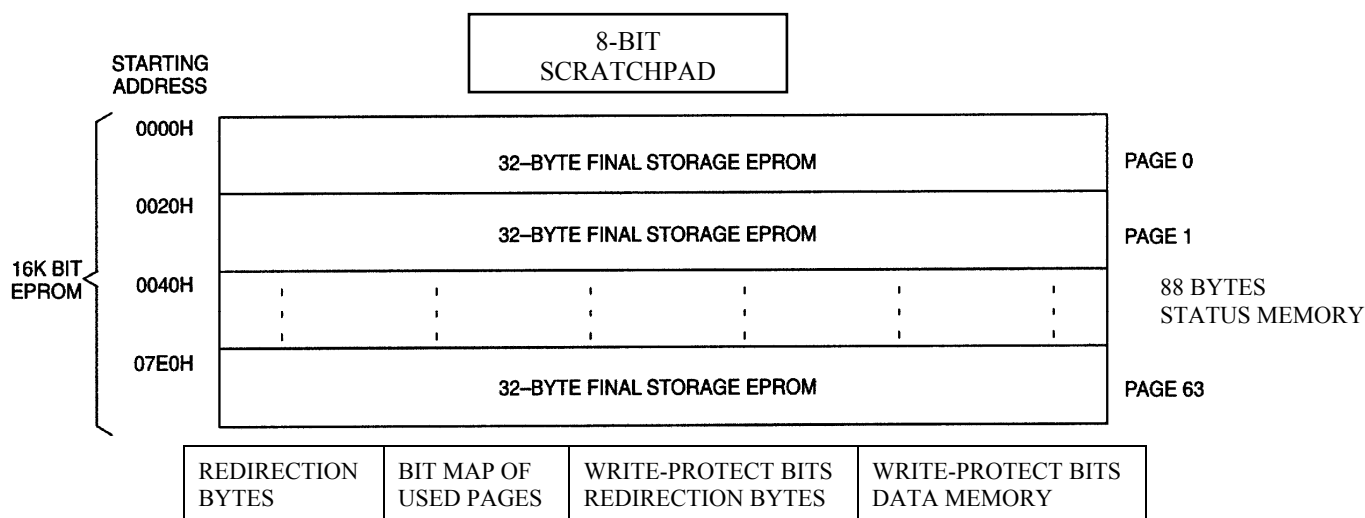 8-BIT
SCRATCHPAD
STARTING
ADDRESS
0000H
32–BYTE FINAL STORAGE EPROM
PAGE 0
0020H
32–BYTE FINAL STORAGE EPROM
PAGE 1
16K BIT
EPROM
0040H
88 BYTES
STATUS MEMORY
07E0H
32–BYTE FINAL STORAGE EPROM
PAGE 63
REDIRECTION
BYTES
BIT MAP OF
USED PAGES
WRITE-PROTECT BITS
REDIRECTION BYTES
WRITE-PROTECT BITS
DATA MEMORY